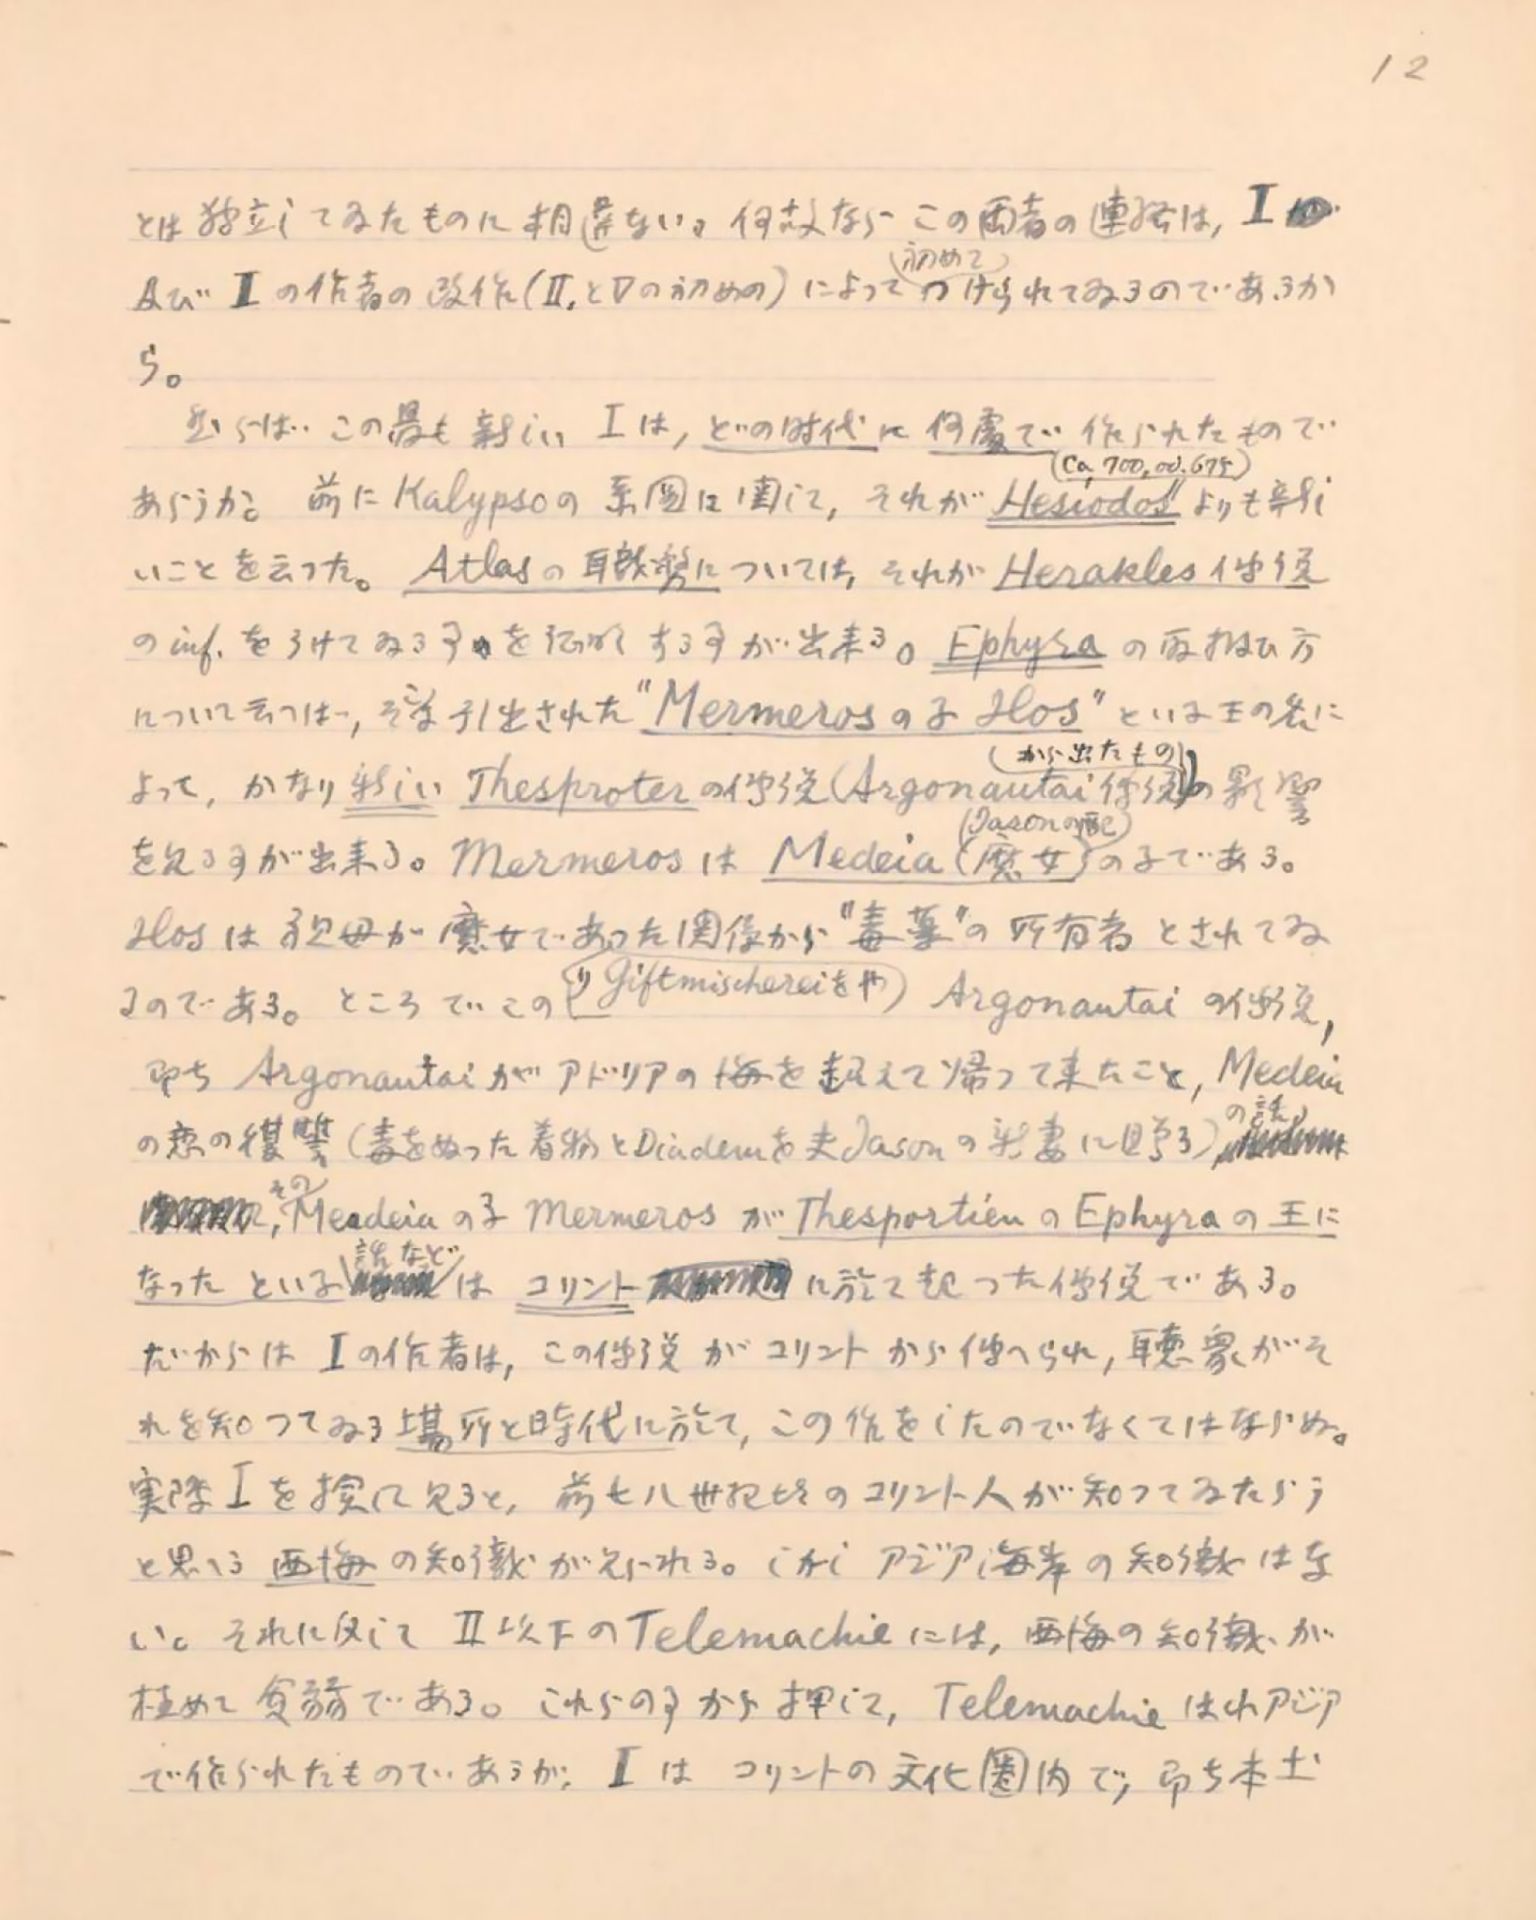 12
とは独立してゐたものに相違ない。何故なら この両者の連絡は, I
及び II の作者の改作(II, と V の初めの) によって(初めて)つけられてゐるのであるか
ら。
然らば この最も新しい I は, どの時代に 何處で 作られたもので
(ca, 700, od. 675)
あらうか。 前に Kalypso の 系図に関して, それが Hesiodos よりも新し
いことを云つた。 Atlas の 職務については, それが Herakles 伝説
の inf. をうけてゐる事を証明する事が出来る。 Ephyra の取扱ひ方
について云つば, そこに引出された "Mermeros の子 Ilos" といふ王の名に
(から出たもの)
よって, かなり新しい Thesproter の伝説 (Argonautai 伝説) の影響
(Jason の妃)
を見る事が出来る。 Mermeros は Medeia (魔女) の子である。
Ilos は 祖母が 魔女であった関係から "毒薬" の 所有者 とされてゐ
(り Giftmischerei をや)
るのである。 ところで この Argonautai の伝説,
即ち Argonautai が アドリアの海を超えて帰って来たこと, Medeia
の恋の復讐 (毒をぬった着物と Diadem を夫 Jason の新妻に贈る) の話,
その Meadeia の子 Mermeros が Thesportien の Ephyra の王に
なった といふ 話など は コリント に於て起つた伝説である。
だからは I の作者は, この伝説が コリントから伝へられ, 聴衆がそ
れを知つてゐる場所と時代に於て, この作をしたのでなくてはならぬ。
実際 I を探して見ると, 前七八世紀頃のコリント人が知つてゐたらう
と思へる 西海の知識が見られる。 しかし アジア海岸の知識はな
い。 それに反して II 以下の Telemachie には, 西海の知識が
極めて貧弱である。 これらの事から押して, Telemachie は小アジア
で作られたものであるが, I は コリントの文化圏内で, 即ち本土